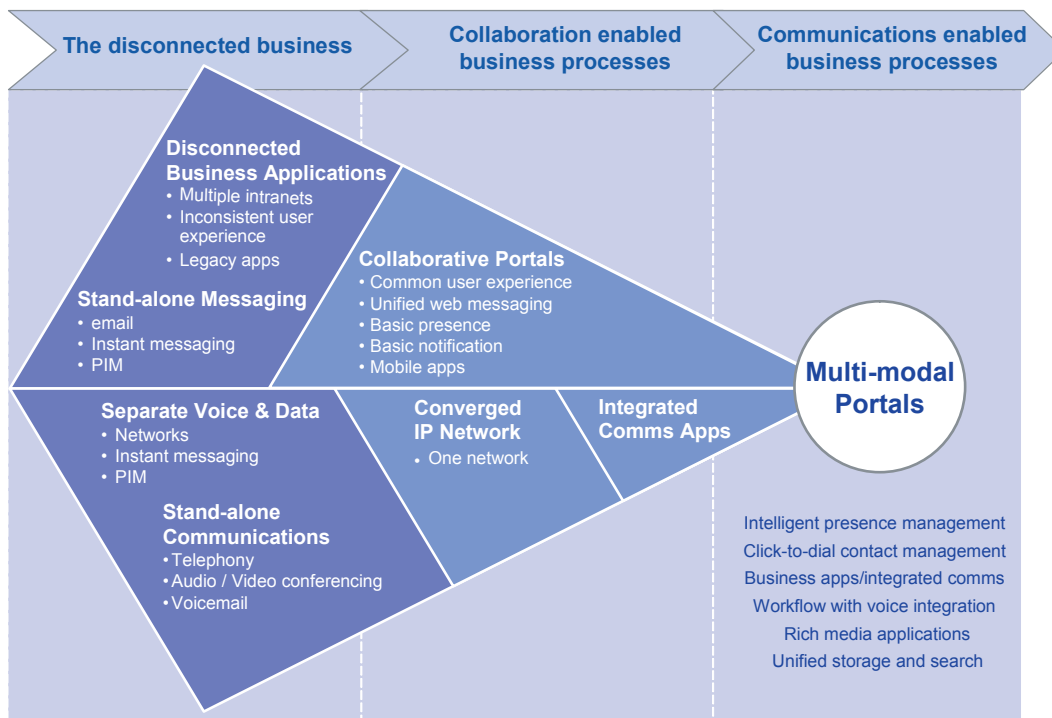 The disconnected business
Collaboration enabled
business processes
Communications enabled
business processes
Disconnected
Business Applications
• Multiple intranets
• Inconsistent user
experience
• Legacy apps
Stand-alone Messaging
• email
• Instant messaging
• PIM
Collaborative Portals
• Common user experience
• Unified web messaging
• Basic presence
• Basic notification
• Mobile apps
Multi-modal
Portals
Separate Voice & Data
• Networks
• Instant messaging
• PIM
Stand-alone
Communications
• Telephony
• Audio / Video conferencing
• Voicemail
Converged
IP Network
• One network
Integrated
Comms Apps
Intelligent presence management
Click-to-dial contact management
Business apps/integrated comms
Workflow with voice integration
Rich media applications
Unified storage and search